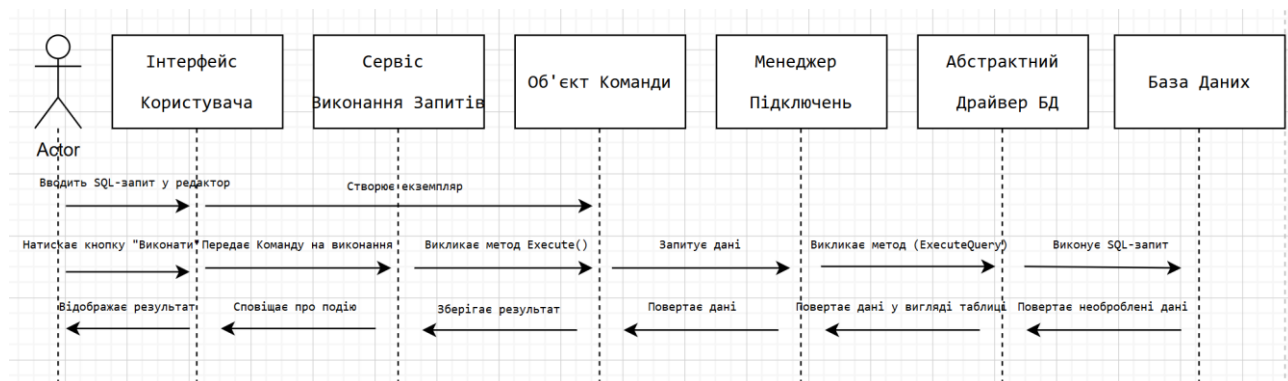 Інтерфейс
Користувача
Сервіс
Виконання Запитів
Об'єкт Команди
Менеджер
Підключень
Абстрактний
Драйвер БД
База Даних
Actor
Вводить SQL-запит у редактор
Створює екземпляр
Натискає кнопку "Виконати"
Передає Команду на виконання
Викликає метод Execute()
Запитує дані
Викликає метод (ExecuteQuery)
Виконує SQL-запит
Відображає результат
Сповіщає про подію
Зберігає результат
Повертає дані
Повертає дані у вигляді таблиці
Повертає необроблені дані